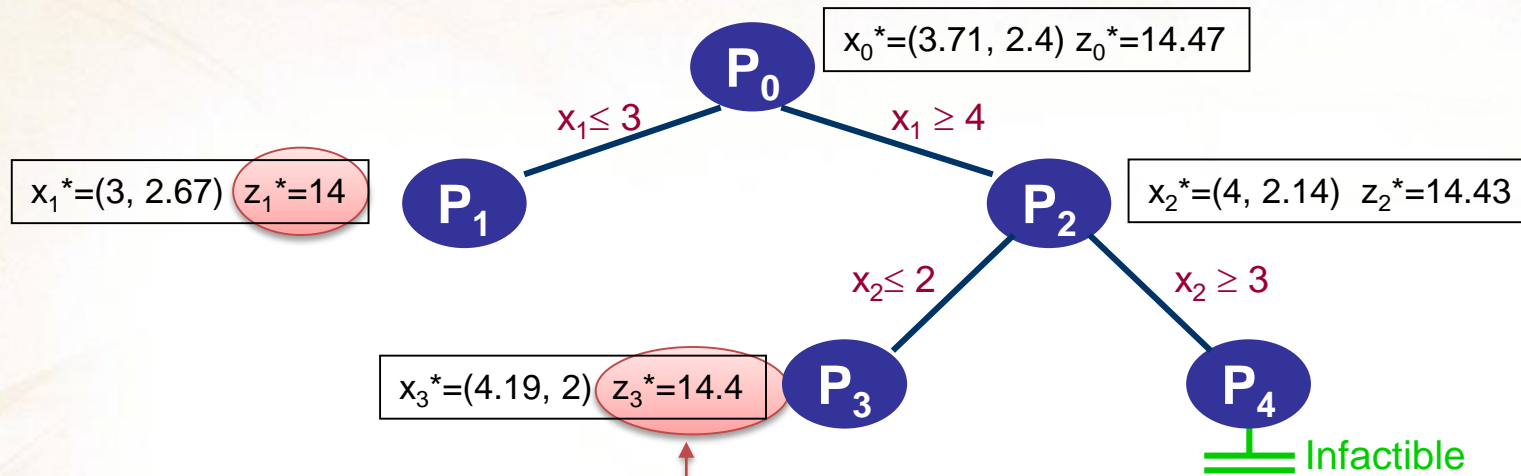 x₀*=(3.71, 2.4) z₀*=14.47
P₀
x₁≤ 3
x₁ ≥ 4
x₁*=(3, 2.67) z₁*=14
P₁
P₂
x₂*=(4, 2.14) z₂*=14.43
x₂≤ 2
x₂ ≥ 3
x₃*=(4.19, 2) z₃*=14.4
P₃
P₄
Infactible